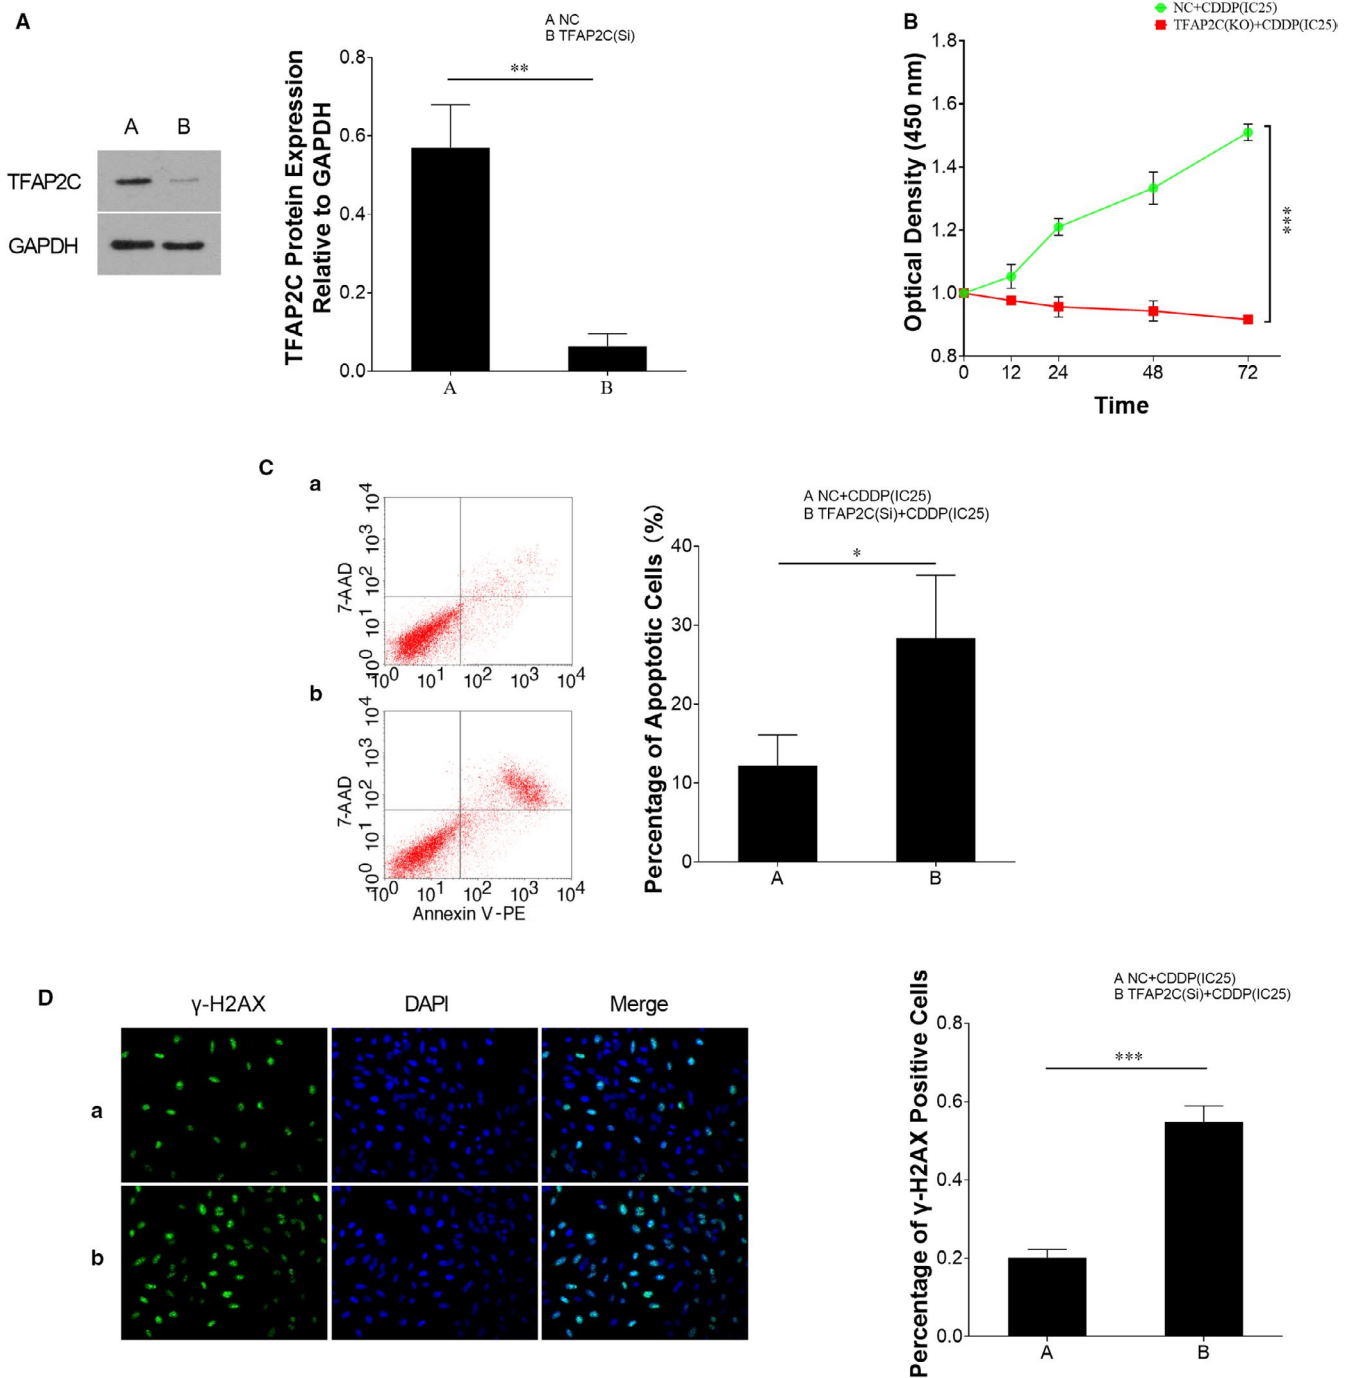 A
A NC
B TFAP2C(Si)
A B
TFAP2C
GAPDH
TFAP2C Protein Expression
Relative to GAPDH
0.8
0.6
0.4
0.2
0.0
**
A B
B
NC+CDDP(IC25)
TFAP2C(KO)+CDDP(IC25)
Optical Density (450 nm)
1.8
1.6
1.4
1.2
1.0
0.8
0 12 24 48 72
Time
***
C
a
7-AAD
10^4
10^3
10^2
10^1
10^0
10^0 10^1 10^2 10^3 10^4
b
7-AAD
10^4
10^3
10^2
10^1
10^0
10^0 10^1 10^2 10^3 10^4
Annexin V-PE
A NC+CDDP(IC25)
B TFAP2C(Si)+CDDP(IC25)
Percentage of Apoptotic Cells (%)
40
30
20
10
0
*
A B
D
γ-H2AX DAPI Merge
a
b
A NC+CDDP(IC25)
B TFAP2C(Si)+CDDP(IC25)
Percentage of γ-H2AX Positive Cells
0.8
0.6
0.4
0.2
0.0
***
A B